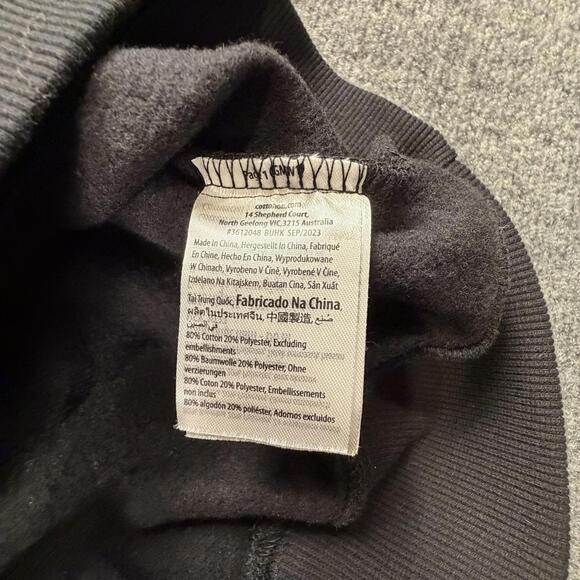 cottonon.com
14 Shepherd Court,
North Geelong VIC,3215 Australia
#3612048 BUHK SEP/2023
Made In China, Hergestellt In China, Fabriqué
En Chine, Hecho En China, Wyprodukowane
W Chinach, Vyrobeno V Číně, Vyrobené V Číne,
Izdelano Na Kitajskem, Buatan Cina, Sản Xuất
Tại Trung Quốc, Fabricado Na China,
ผลิตในประเทศจีน, 中國製造, صُنع
في الصين
80% Cotton 20% Polyester, Excluding
embellishments
80% Baumwolle 20% Polyester, Ohne
verzierungen
80% Coton 20% Polyester, Embellissements
non inclus
80% algodón 20% poliéster, Adornos excluidos